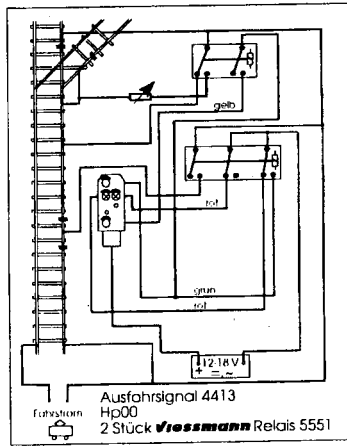 gelb
rot
grün
rot
12-18 V
+ = ~
Fahrstrom
Ausfahrsignal 4413
Hp00
2 Stück Viessmann Relais 5551